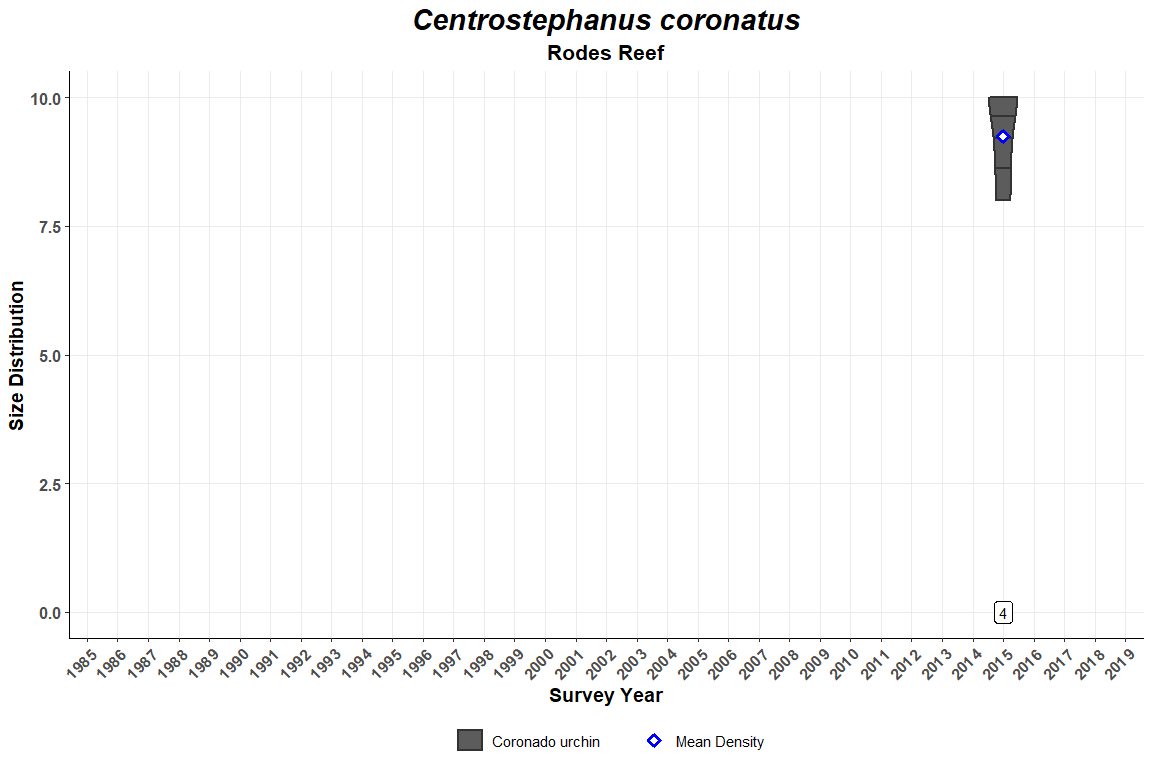 Centrostephanus coronatus
Rodes Reef
Size Distribution
10.0
7.5
5.0
2.5
0.0
4
1985 1986 1987 1988 1989 1990 1991 1992 1993 1994 1995 1996 1997 1998 1999 2000 2001 2002 2003 2004 2005 2006 2007 2008 2009 2010 2011 2012 2013 2014 2015 2016 2017 2018 2019
Survey Year
Coronado urchin Mean Density